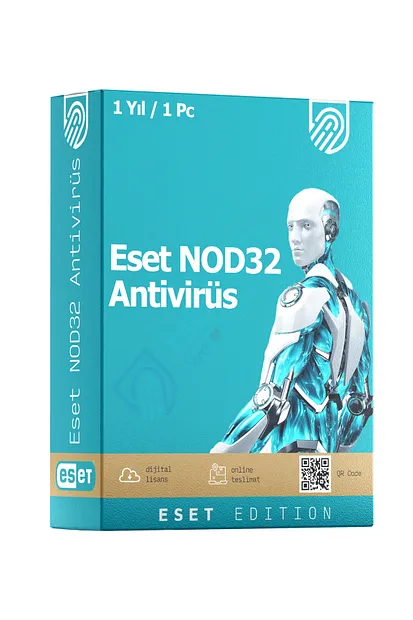 1 Yıl / 1 Pc
Eset NOD32
Antivirüs
Eset NOD32 Antivirüs
eseT
dijital
lisans
online
teslimat
QR Code
ESET EDITION